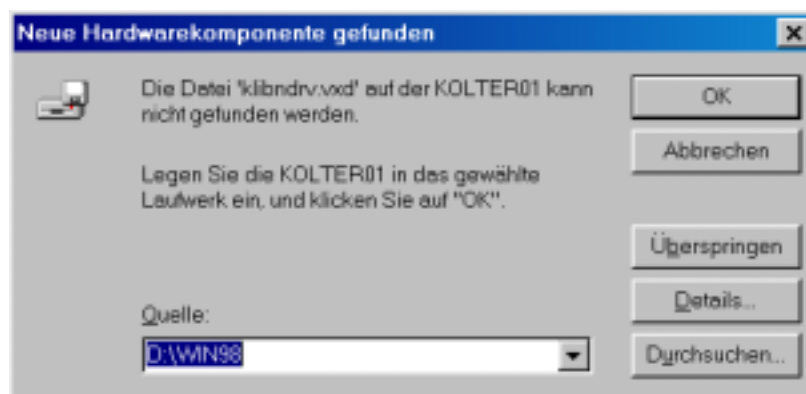 Neue Hardwarekomponente gefunden
Die Datei 'klibndrv.vxd' auf der KOLTER01 kann
nicht gefunden werden.
Legen Sie die KOLTER01 in das gewählte
Laufwerk ein, und klicken Sie auf "OK".
Quelle:
D:\WIN98
OK
Abbrechen
Überspringen
Details...
Durchsuchen...